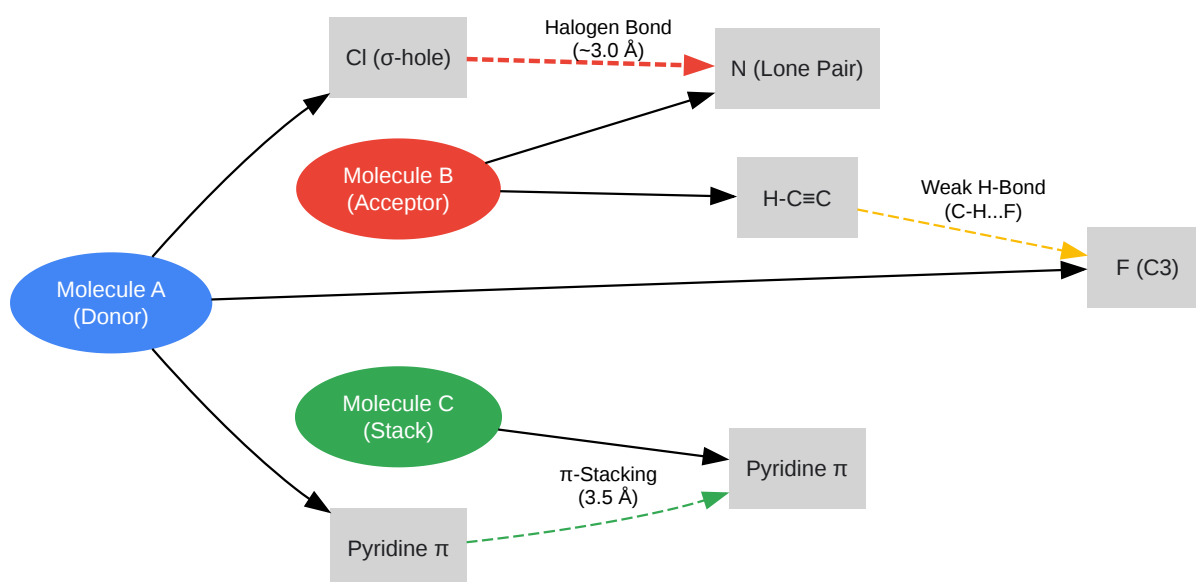 Cl (σ-hole)
Halogen Bond
(~3.0 Å)
N (Lone Pair)
Molecule B
(Acceptor)
H-C≡C
Weak H-Bond
(C-H...F)
F (C3)
Molecule A
(Donor)
Molecule C
(Stack)
π-Stacking
(3.5 Å)
Pyridine π
Pyridine π